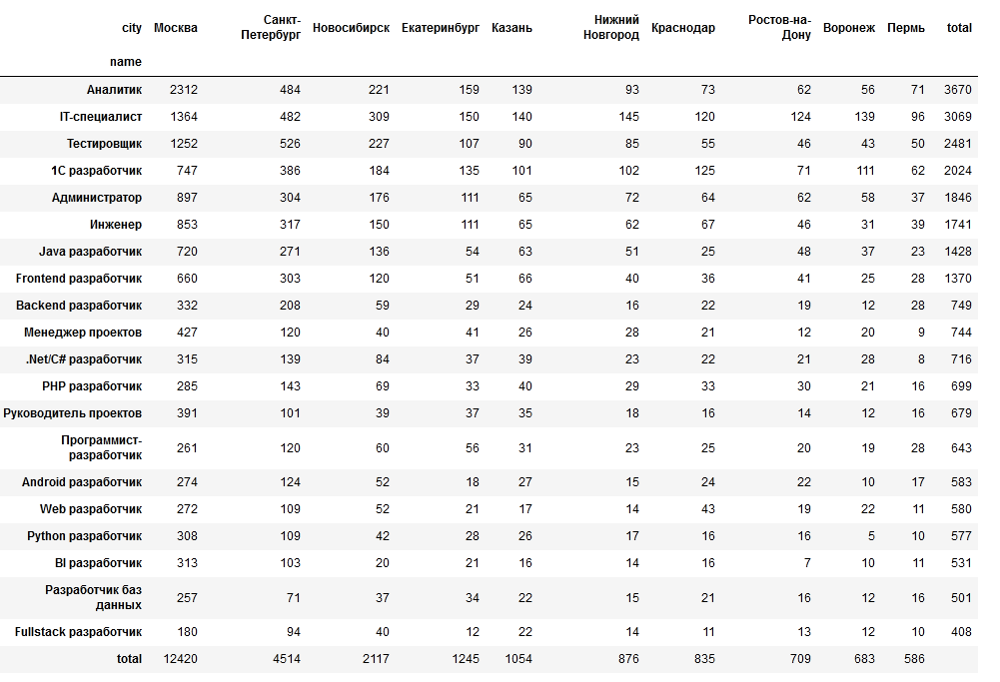 city Москва Санкт-Петербург Новосибирск Екатеринбург Казань Нижний Новгород Краснодар Ростов-на-Дону Воронеж Пермь total
name
Аналитик 2312 484 221 159 139 93 73 62 56 71 3670
IT-специалист 1364 482 309 150 140 145 120 124 139 96 3069
Тестировщик 1252 526 227 107 90 85 55 46 43 50 2481
1С разработчик 747 386 184 135 101 102 125 71 111 62 2024
Администратор 897 304 176 111 65 72 64 62 58 37 1846
Инженер 853 317 150 111 65 62 67 46 31 39 1741
Java разработчик 720 271 136 54 63 51 25 48 37 23 1428
Frontend разработчик 660 303 120 51 66 40 36 41 25 28 1370
Backend разработчик 332 208 59 29 24 16 22 19 12 28 749
Менеджер проектов 427 120 40 41 26 28 21 12 20 9 744
.Net/C# разработчик 315 139 84 37 39 23 22 21 28 8 716
PHP разработчик 285 143 69 33 40 29 33 30 21 16 699
Руководитель проектов 391 101 39 37 35 18 16 14 12 16 679
Программист-разработчик 261 120 60 56 31 23 25 20 19 28 643
Android разработчик 274 124 52 18 27 15 24 22 10 17 583
Web разработчик 272 109 52 21 17 14 43 19 22 11 580
Python разработчик 308 109 42 28 26 17 16 16 5 10 577
BI разработчик 313 103 20 21 16 14 16 7 10 11 531
Разработчик баз данных 257 71 37 34 22 15 21 16 12 16 501
Fullstack разработчик 180 94 40 12 22 14 11 13 12 10 408
total 12420 4514 2117 1245 1054 876 835 709 683 586